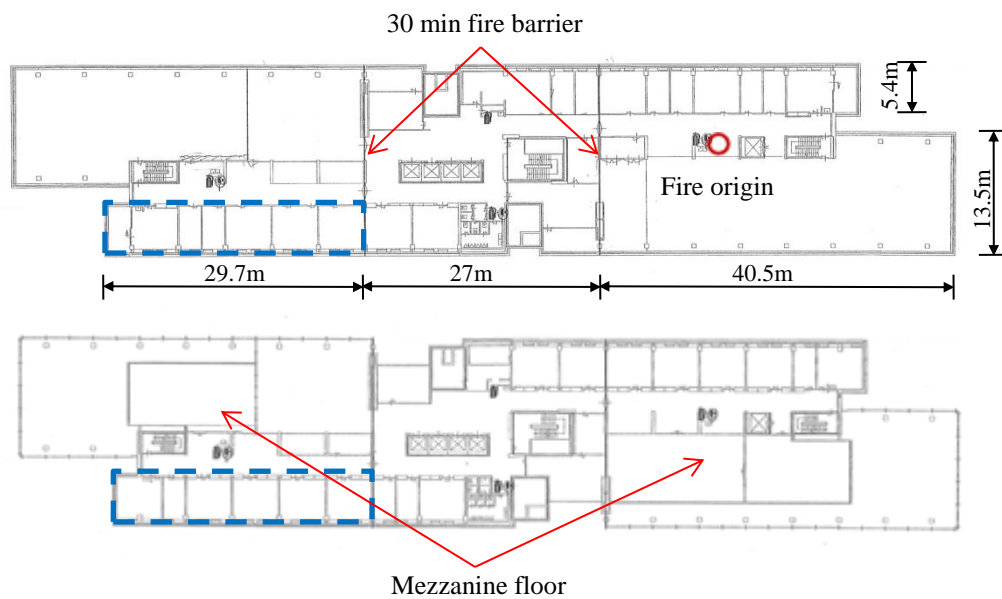 30 min fire barrier
5.4m
Fire origin
13.5m
29.7m
27m
40.5m
Mezzanine floor